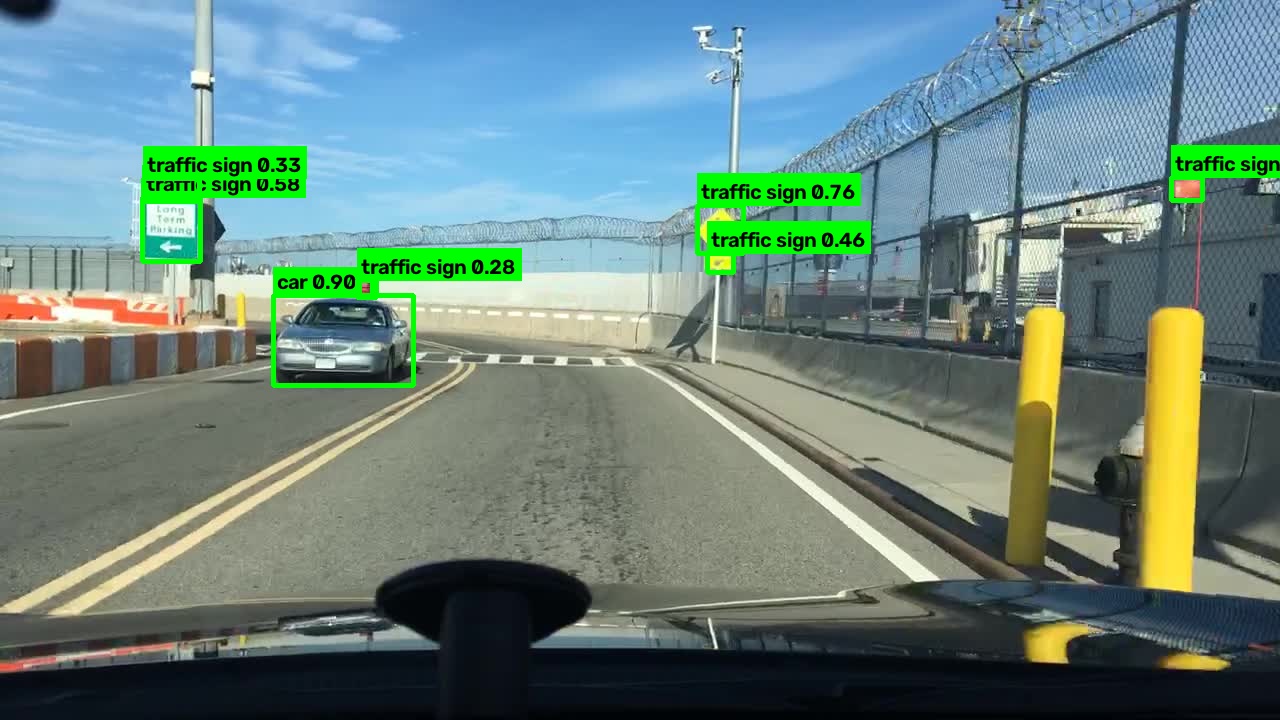 traffic sign 0.33
traffic sign 0.58
Long
Term
Parking
traffic sign 0.76
traffic sign 0.46
traffic sign 0.28
car 0.90
traffic sign